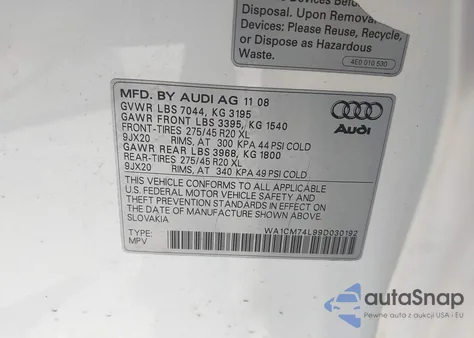 Devices Before
Disposal. Upon Removal
Devices: Please Reuse, Recycle,
or Dispose as Hazardous
Waste.
4E0 010 530
MFD. BY AUDI AG 11 08
GVWR LBS 7044, KG 3195
GAWR FRONT LBS 3395, KG 1540
FRONT-TIRES 275/45 R20 XL
9JX20 RIMS, AT 300 KPA 44 PSI COLD
GAWR REAR LBS 3968, KG 1800
REAR-TIRES 275/45 R20 XL
9JX20 RIMS, AT 340 KPA 49 PSI COLD
Audi
THIS VEHICLE CONFORMS TO ALL APPLICABLE
U.S. FEDERAL MOTOR VEHICLE SAFETY AND
THEFT PREVENTION STANDARDS IN EFFECT ON
THE DATE OF MANUFACTURE SHOWN ABOVE.
SLOVAKIA
WA1CM74L99D030192
TYPE:
MPV
autoSnap
Pewne auta z aukcji USA i EU